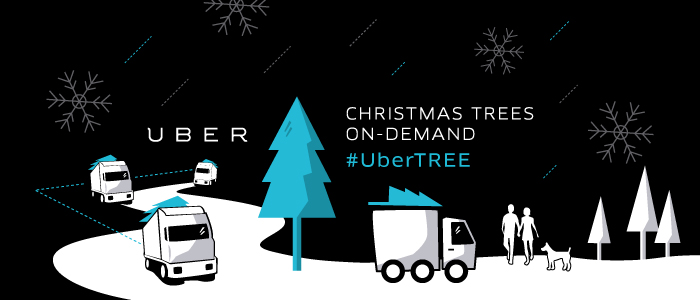 UBER
CHRISTMAS TREES
ON-DEMAND
#UberTREE